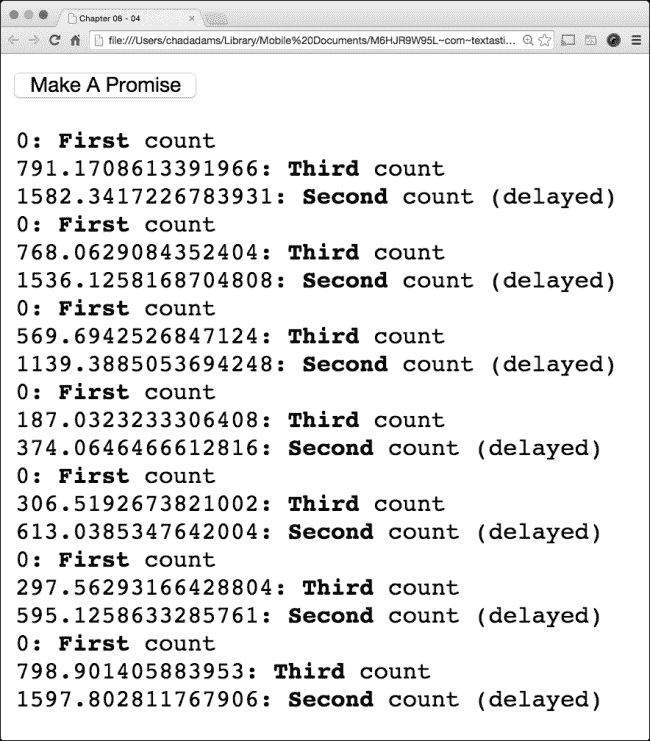 Chapter 08 - 04
file:///Users/chadadams/Library/Mobile%20Documents/M6HJR9W95L~com~textasti...
Make A Promise
0: First count
791.1708613391966: Third count
1582.3417226783931: Second count (delayed)
0: First count
768.0629084352404: Third count
1536.1258168704808: Second count (delayed)
0: First count
569.6942526847124: Third count
1139.3885053694248: Second count (delayed)
0: First count
187.0323233306408: Third count
374.0646466612816: Second count (delayed)
0: First count
306.5192673821002: Third count
613.0385347642004: Second count (delayed)
0: First count
297.56293166428804: Third count
595.1258633285761: Second count (delayed)
0: First count
798.901405883953: Third count
1597.802811767906: Second count (delayed)